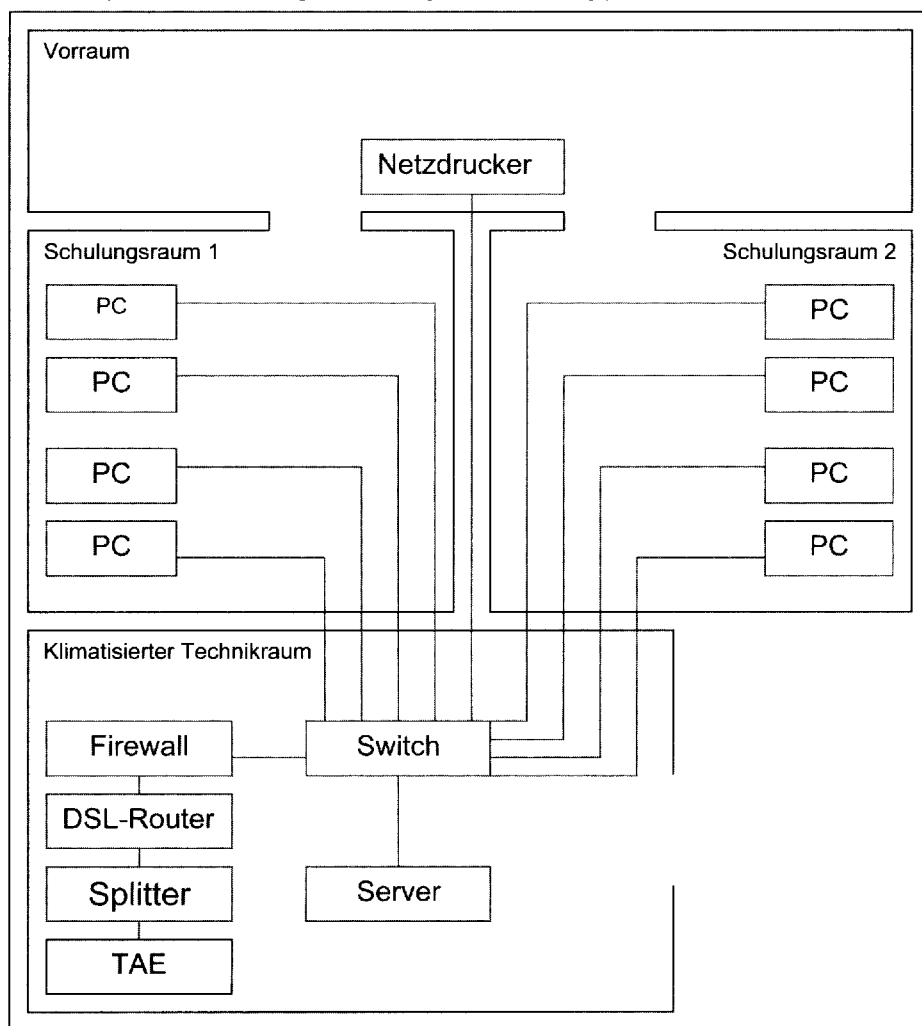 Vorraum
Netzdrucker
Schulungsraum 1
Schulungsraum 2
PC
PC
PC
PC
PC
PC
PC
PC
Klimatisierter Technikraum
Firewall
Switch
DSL-Router
Splitter
Server
TAE